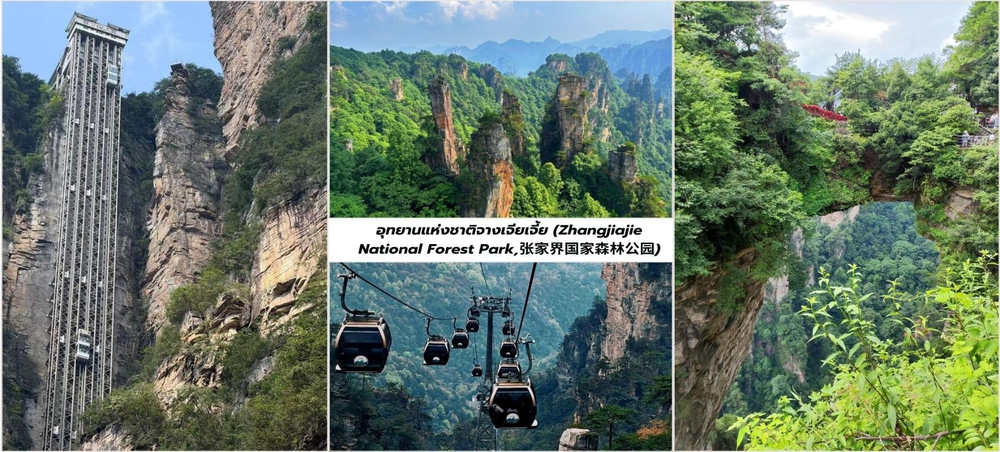 อุทยานแห่งชาติจางเจียเจี้ย (Zhangjiajie
National Forest Park,张家界国家森林公园)